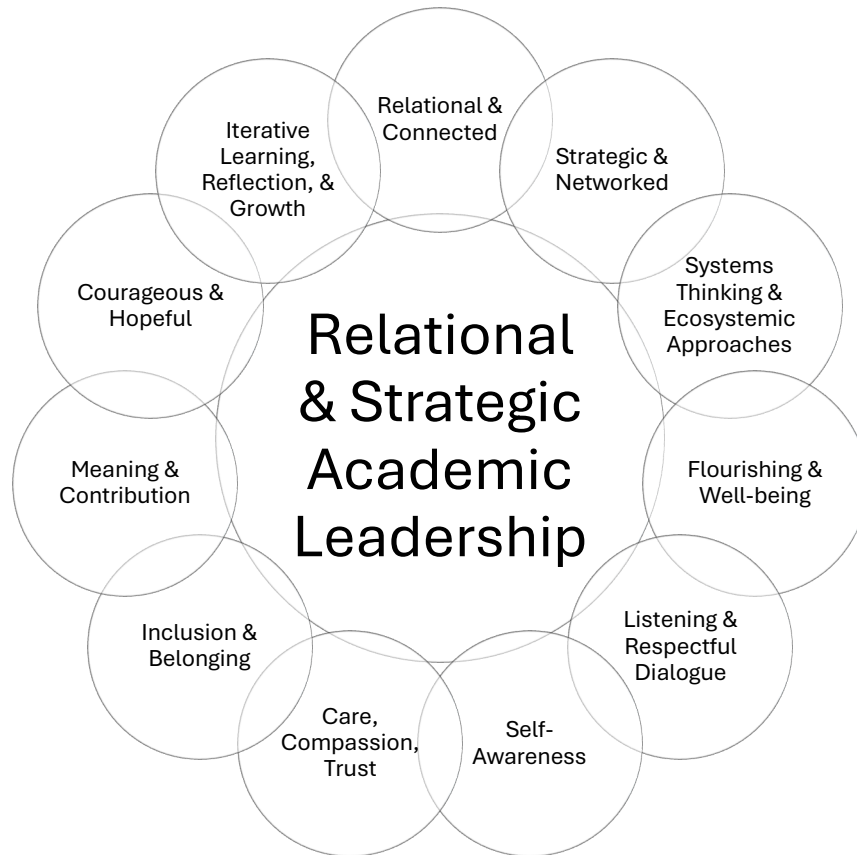 Relational &
Connected
Strategic &
Networked
Systems
Thinking &
Ecosystemic
Approaches
Flourishing &
Well-being
Listening &
Respectful
Dialogue
Self-
Awareness
Care,
Compassion,
Trust
Inclusion &
Belonging
Meaning &
Contribution
Courageous &
Hopeful
Iterative
Learning,
Reflection, &
Growth
Relational
& Strategic
Academic
Leadership